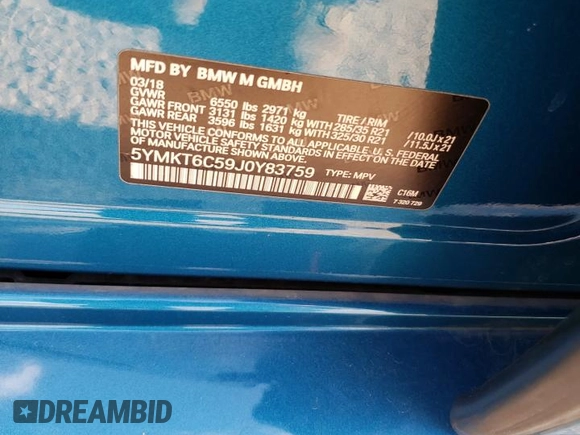 MFD BY BMW M GMBH
03/18
GVWR 6550 lbs 2971 kg TIRE / RIM
GAWR FRONT 3131 lbs 1420 kg WITH 285/35 R21 /10.0J x 21
GAWR REAR 3596 lbs 1631 kg WITH 325/30 R21 /11.5J x 21
THIS VEHICLE CONFORMS TO ALL APPLICABLE U.S. FEDERAL
MOTOR VEHICLE SAFETY STANDARDS IN EFFECT
ON THE DATE OF MANUFACTURE SHOWN ABOVE.
5YMKT6C59J0Y83759 TYPE: MPV
C16M
7 320 729
DREAMBID